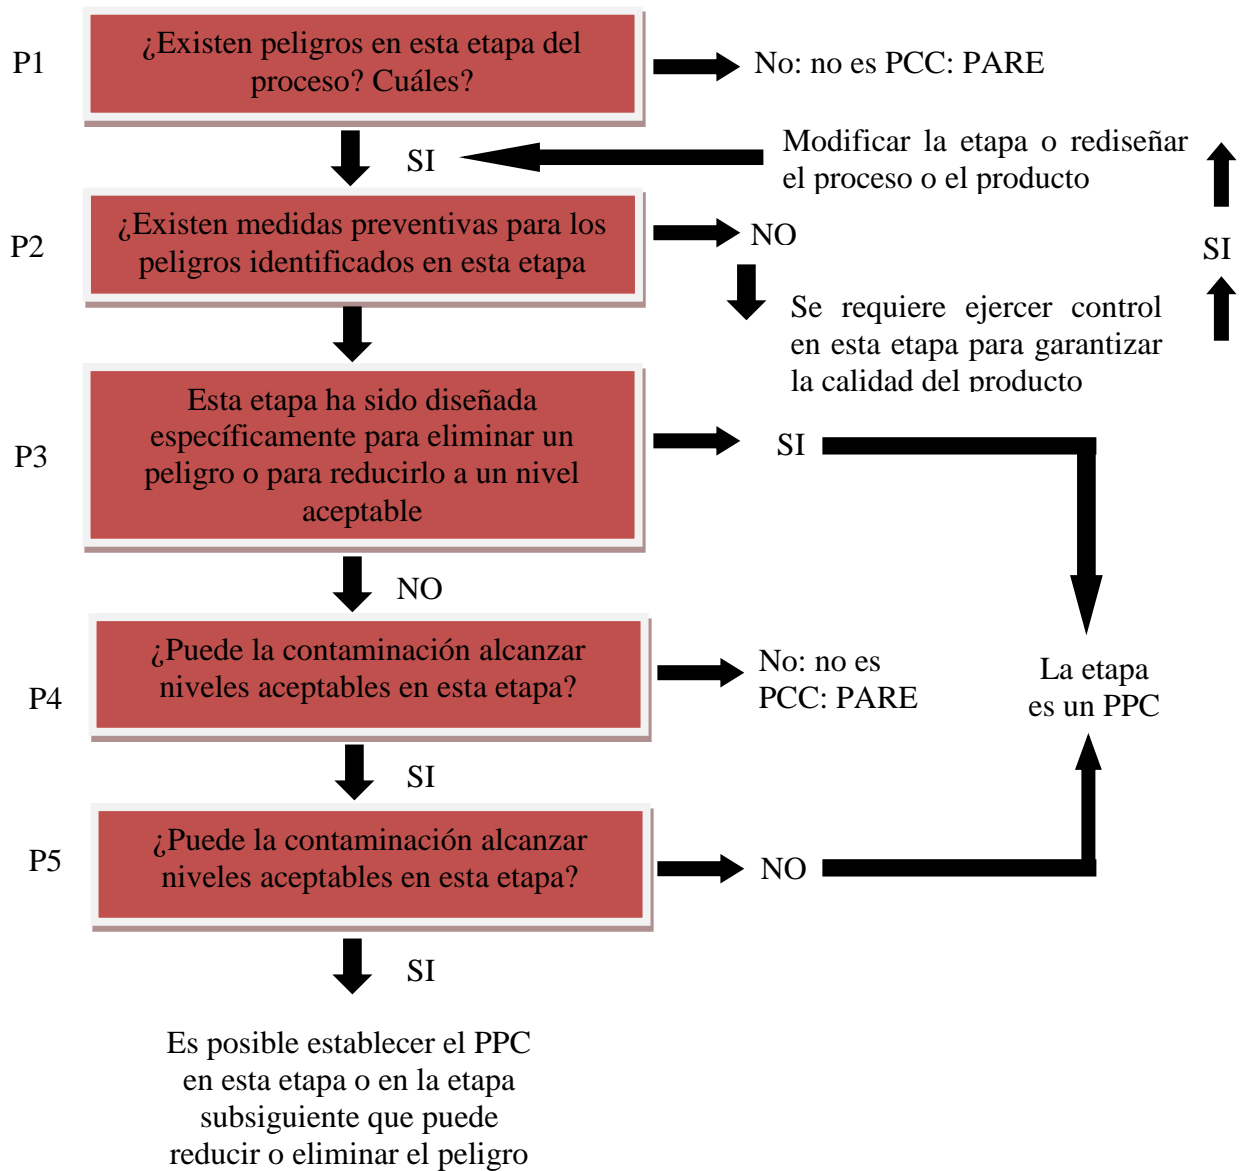 P1
¿Existen peligros en esta etapa del
proceso? Cuáles?
No: no es PCC: PARE
SI
Modificar la etapa o rediseñar
el proceso o el producto
P2
¿Existen medidas preventivas para los
peligros identificados en esta etapa
NO
SI
Se requiere ejercer control
en esta etapa para garantizar
la calidad del producto
P3
Esta etapa ha sido diseñada
específicamente para eliminar un
peligro o para reducirlo a un nivel
aceptable
SI
NO
P4
¿Puede la contaminación alcanzar
niveles aceptables en esta etapa?
No: no es
PCC: PARE
La etapa
es un PPC
SI
P5
¿Puede la contaminación alcanzar
niveles aceptables en esta etapa?
NO
SI
Es posible establecer el PPC
en esta etapa o en la etapa
subsiguiente que puede
reducir o eliminar el peligro